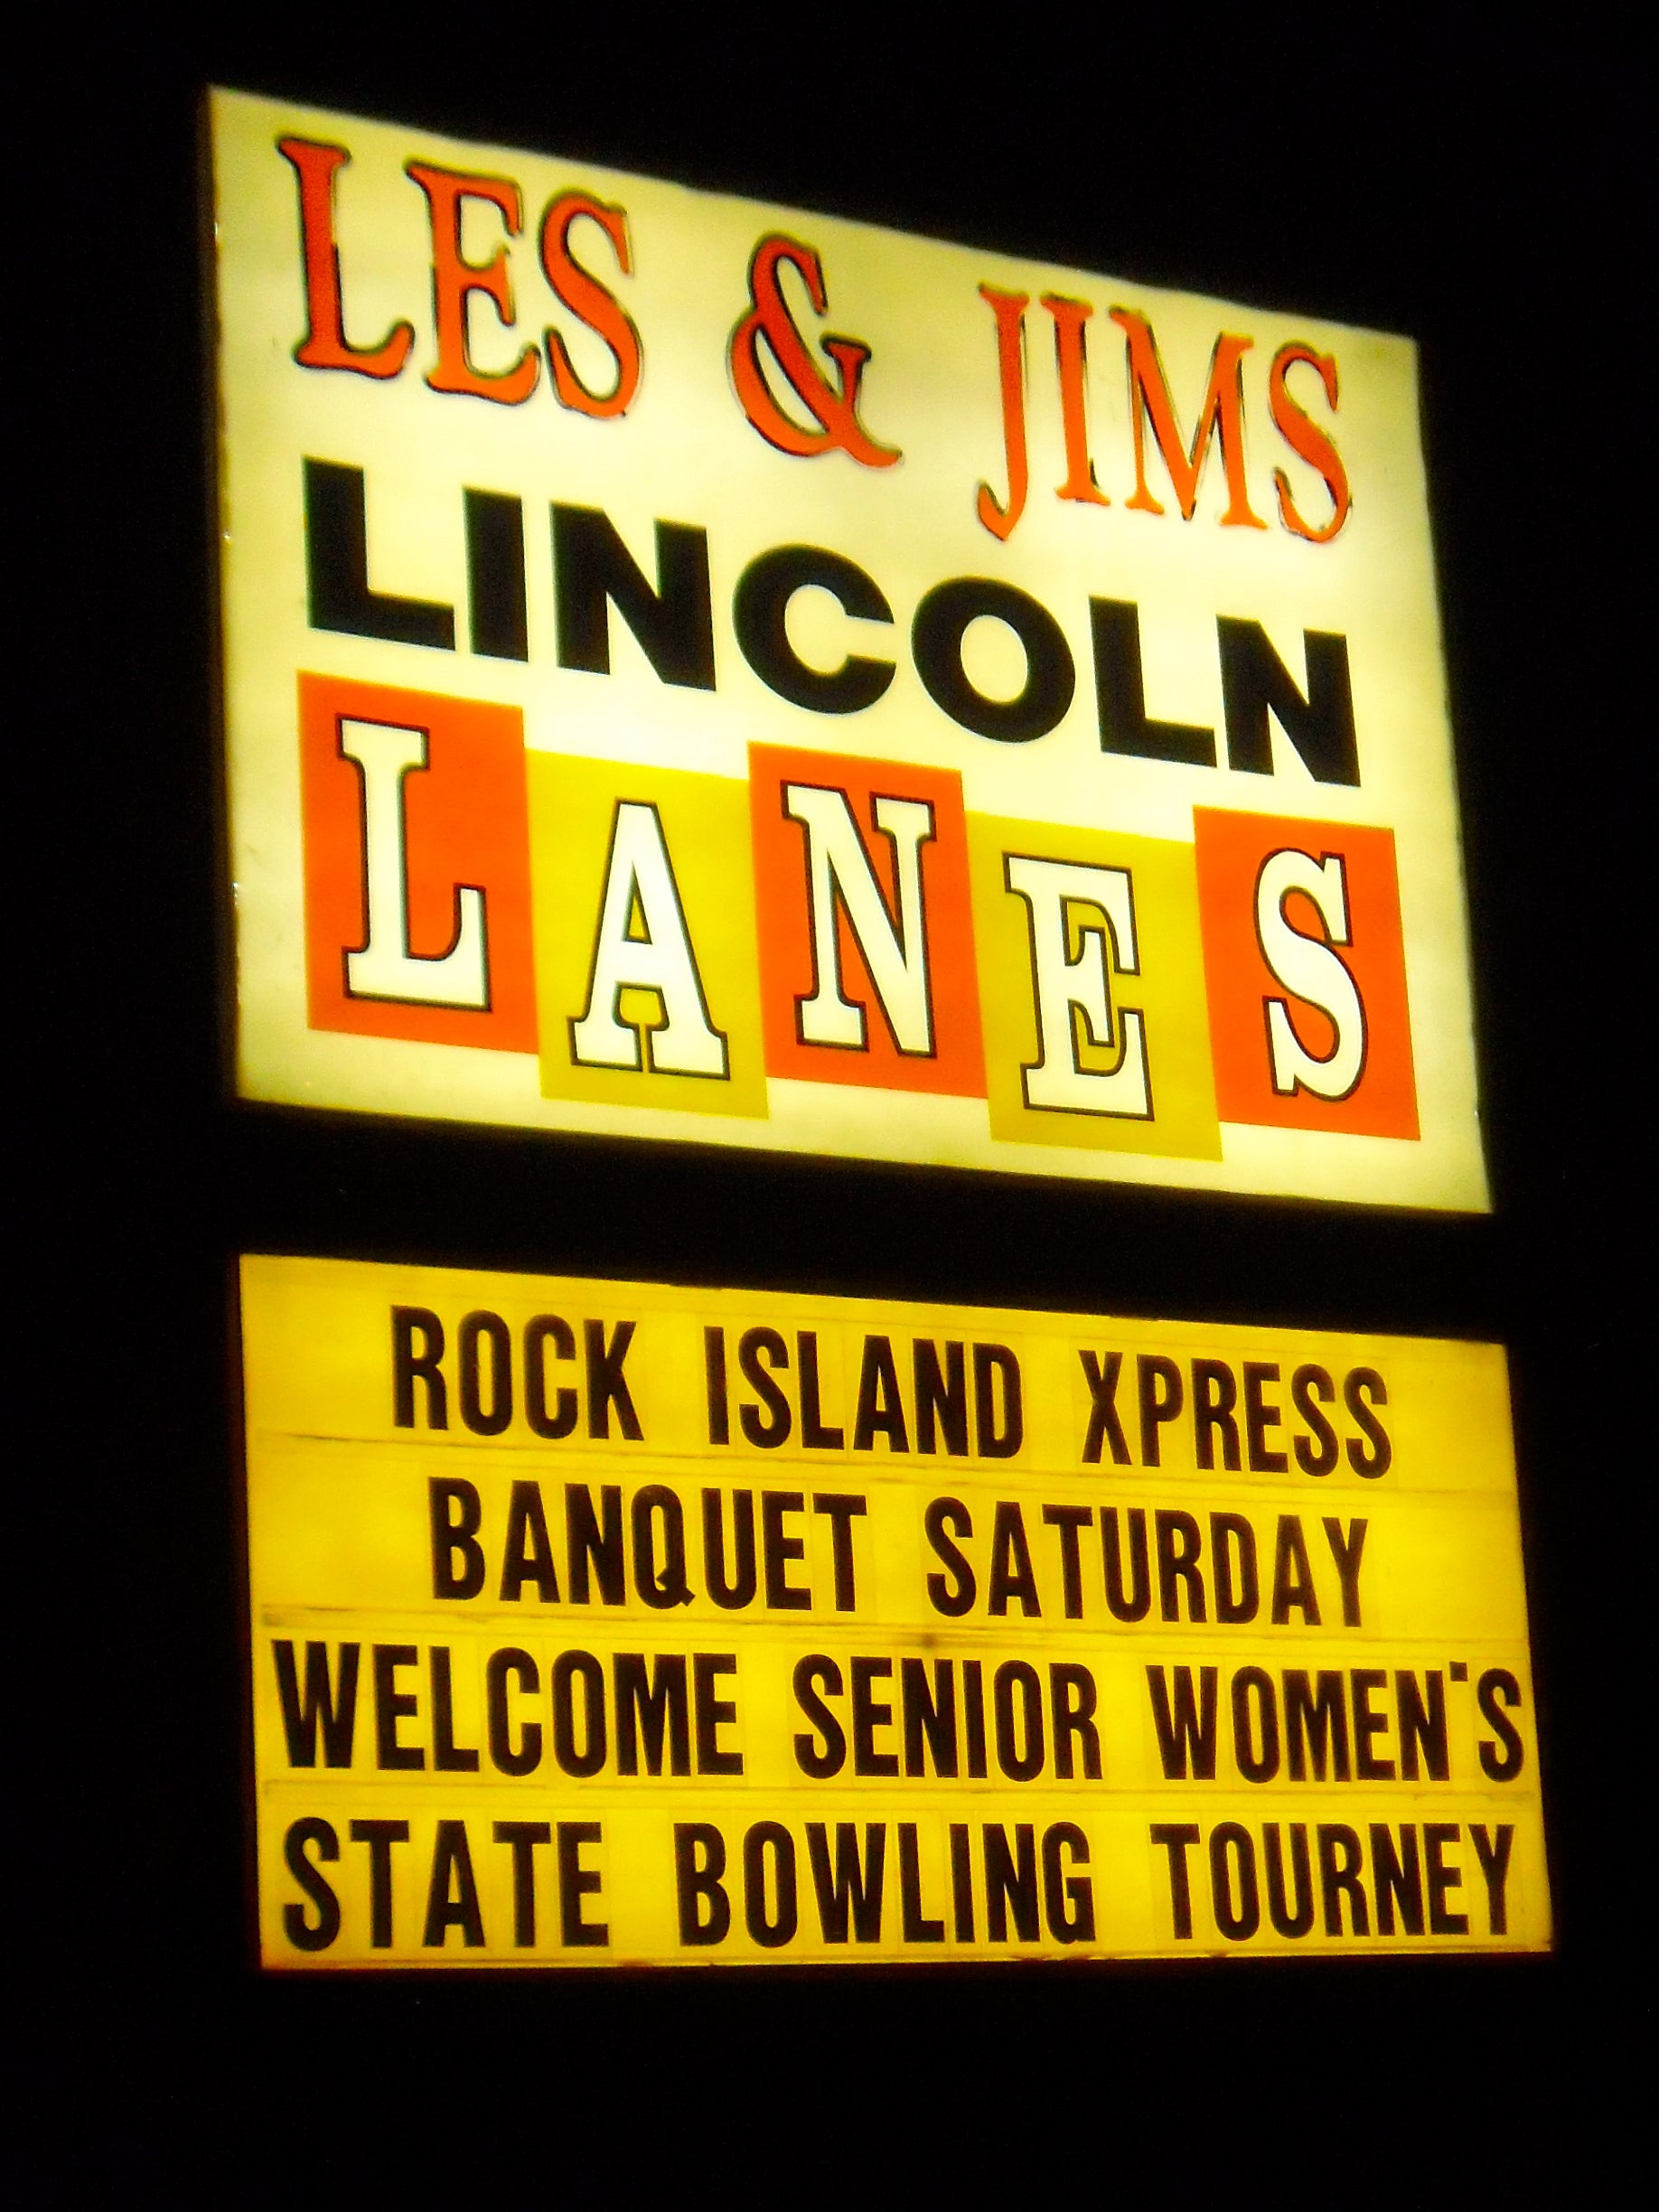 LES & JIMS
LINCOLN
LANES
ROCK ISLAND XPRESS
BANQUET SATURDAY
WELCOME SENIOR WOMEN'S
STATE BOWLING TOURNEY